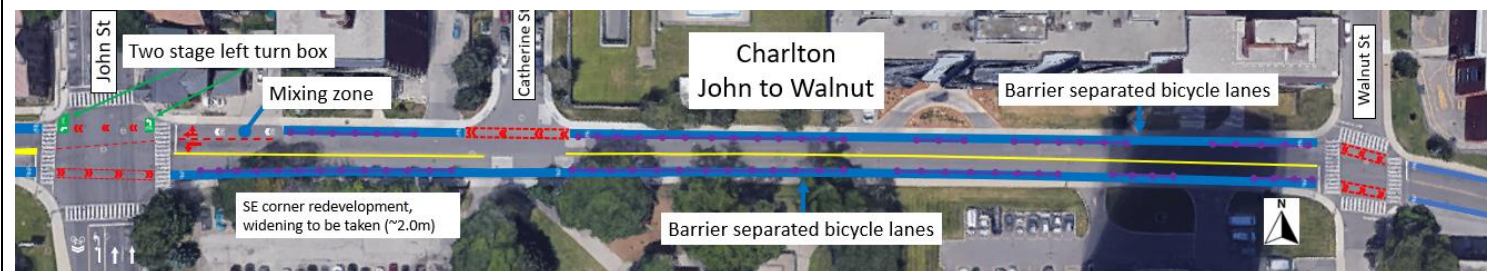 John St
Two stage left turn box
Mixing zone
Catherine St
Charlton
John to Walnut
Barrier separated bicycle lanes
Walnut St
SE corner redevelopment,
widening to be taken (~2.0m)
Barrier separated bicycle lanes
N